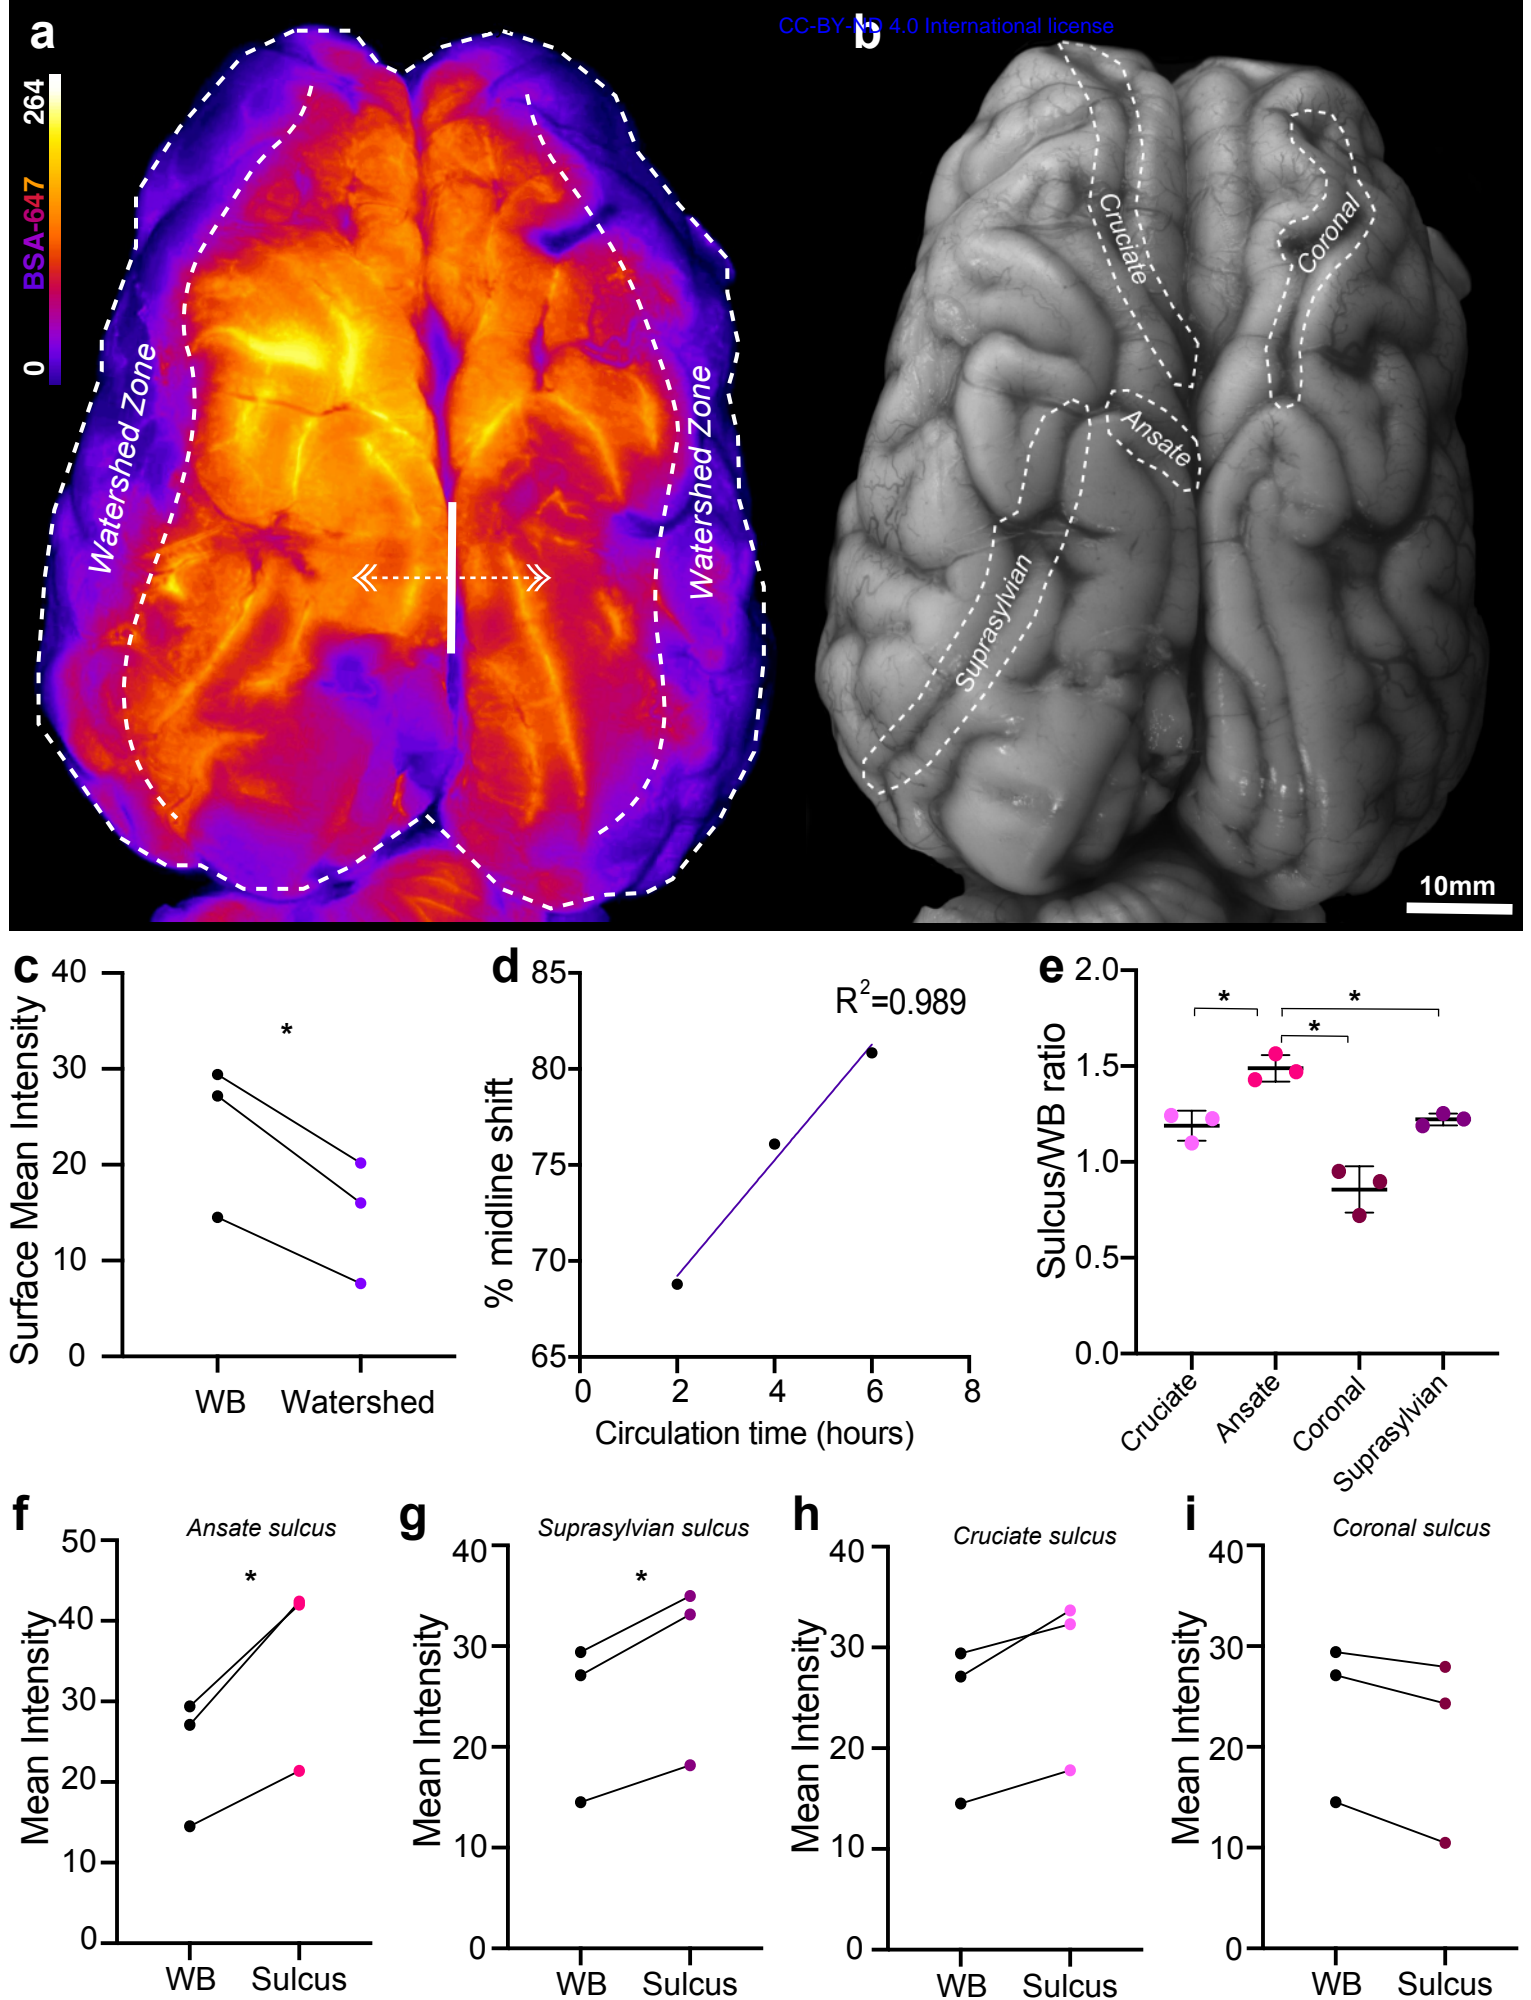 a
CC-BY-ND 4.0 International license
b
264
BSA-647
0
Watershed Zone
Watershed Zone
Cruciate
Coronal
Ansate
Suprasylvian
10mm
c
Surface Mean Intensity
40
30
20
10
0
*
WB
Watershed
d
% midline shift
85
80
75
70
65
R²=0.989
0
2
4
6
8
Circulation time (hours)
e
Sulcus/WB ratio
2.0
1.5
1.0
0.5
0.0
*
*
*
Cruciate
Ansate
Coronal
Suprasylvian
f
Ansate sulcus
Mean Intensity
50
40
30
20
10
0
*
WB
Sulcus
g
Suprasylvian sulcus
Mean Intensity
40
30
20
10
0
*
WB
Sulcus
h
Cruciate sulcus
Mean Intensity
40
30
20
10
0
WB
Sulcus
i
Coronal sulcus
Mean Intensity
40
30
20
10
0
WB
Sulcus